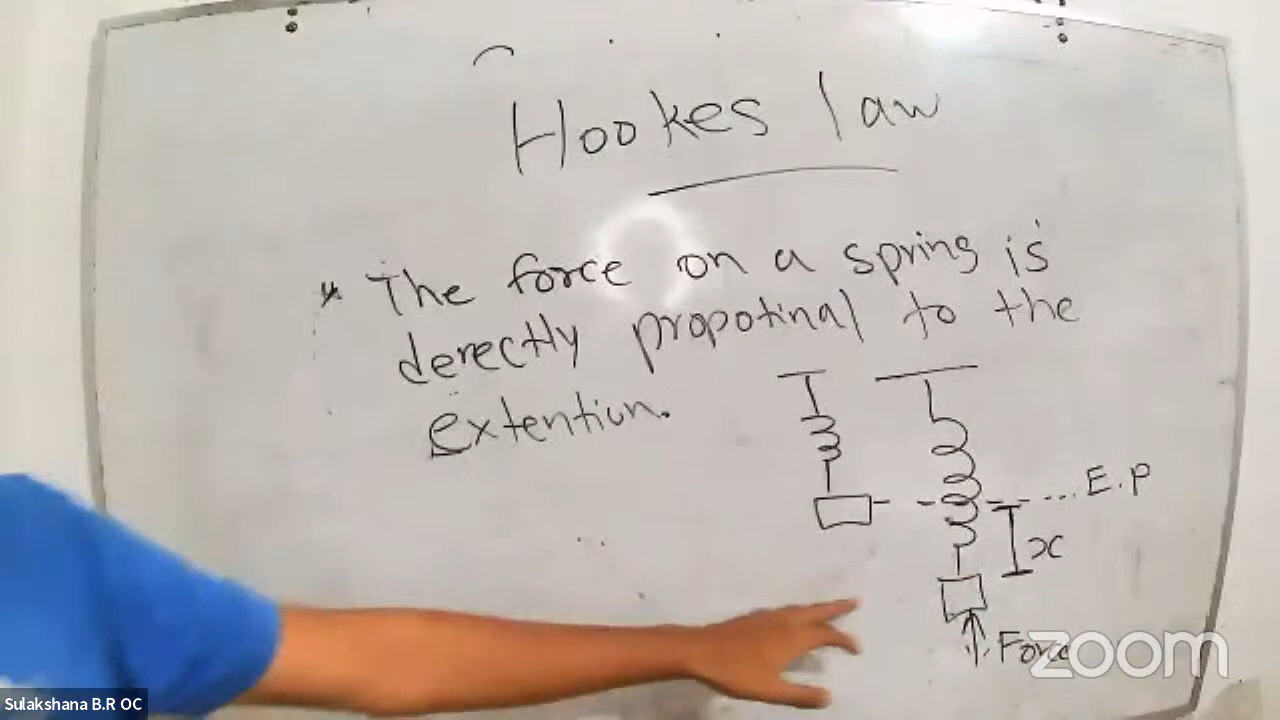 Hookes law
* The force on a spring is
derectly propotinal to the
extention.
E.P
x
Force
zoom
Sulakshana B.R OC